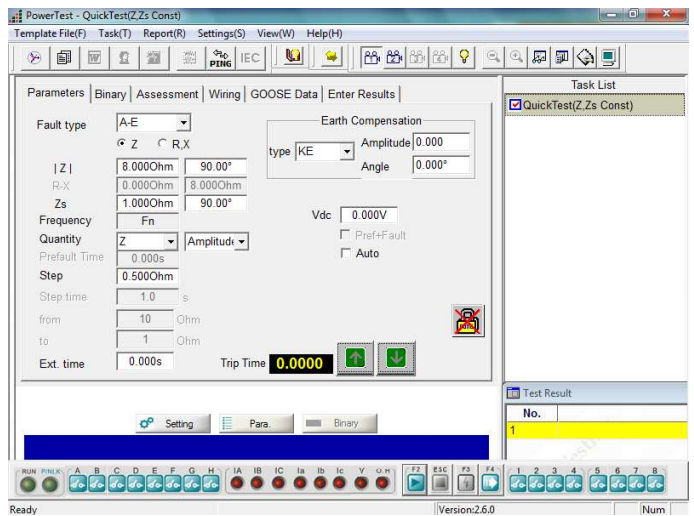 PowerTest - QuickTest(Z,Zs Const)
Template File(F) Task(T) Report(R) Settings(S) View(W) Help(H)
PING IEC
Parameters Binary Assessment Wiring GOOSE Data Enter Results
Fault type A-E
Z R,X
|Z| 8.000Ohm 90.00°
R-X 0.000Ohm 8.000Ohm
Zs 1.000Ohm 90.00°
Frequency Fn
Quantity Z Amplitude
Prefault Time 0.000s
Step 0.500Ohm
Step time 1.0 s
from 10 Ohm
to 1 Ohm
Ext. time 0.000s
Trip Time 0.0000
Earth Compensation
type KE
Amplitude 0.000
Angle 0.000°
Vdc 0.000V
Pref+Fault
Auto
Task List
QuickTest(Z,Zs Const)
Test Result
No.
1
Setting Para. Binary
RUN P/NLK A B C D E F G H IA IB IC Ia Ib Ic Y O.H F2 ESC F3 F4 1 2 3 4 5 6 7 8
Ready Version:2.6.0 Num